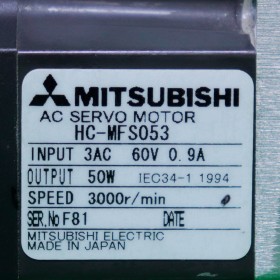 MITSUBISHI
AC SERVO MOTOR
HC-MFS053
INPUT 3AC 60V 0.9A
OUTPUT 50W IEC34-1 1994
SPEED 3000r/min
SER.No F81 DATE
MITSUBISHI ELECTRIC
MADE IN JAPAN